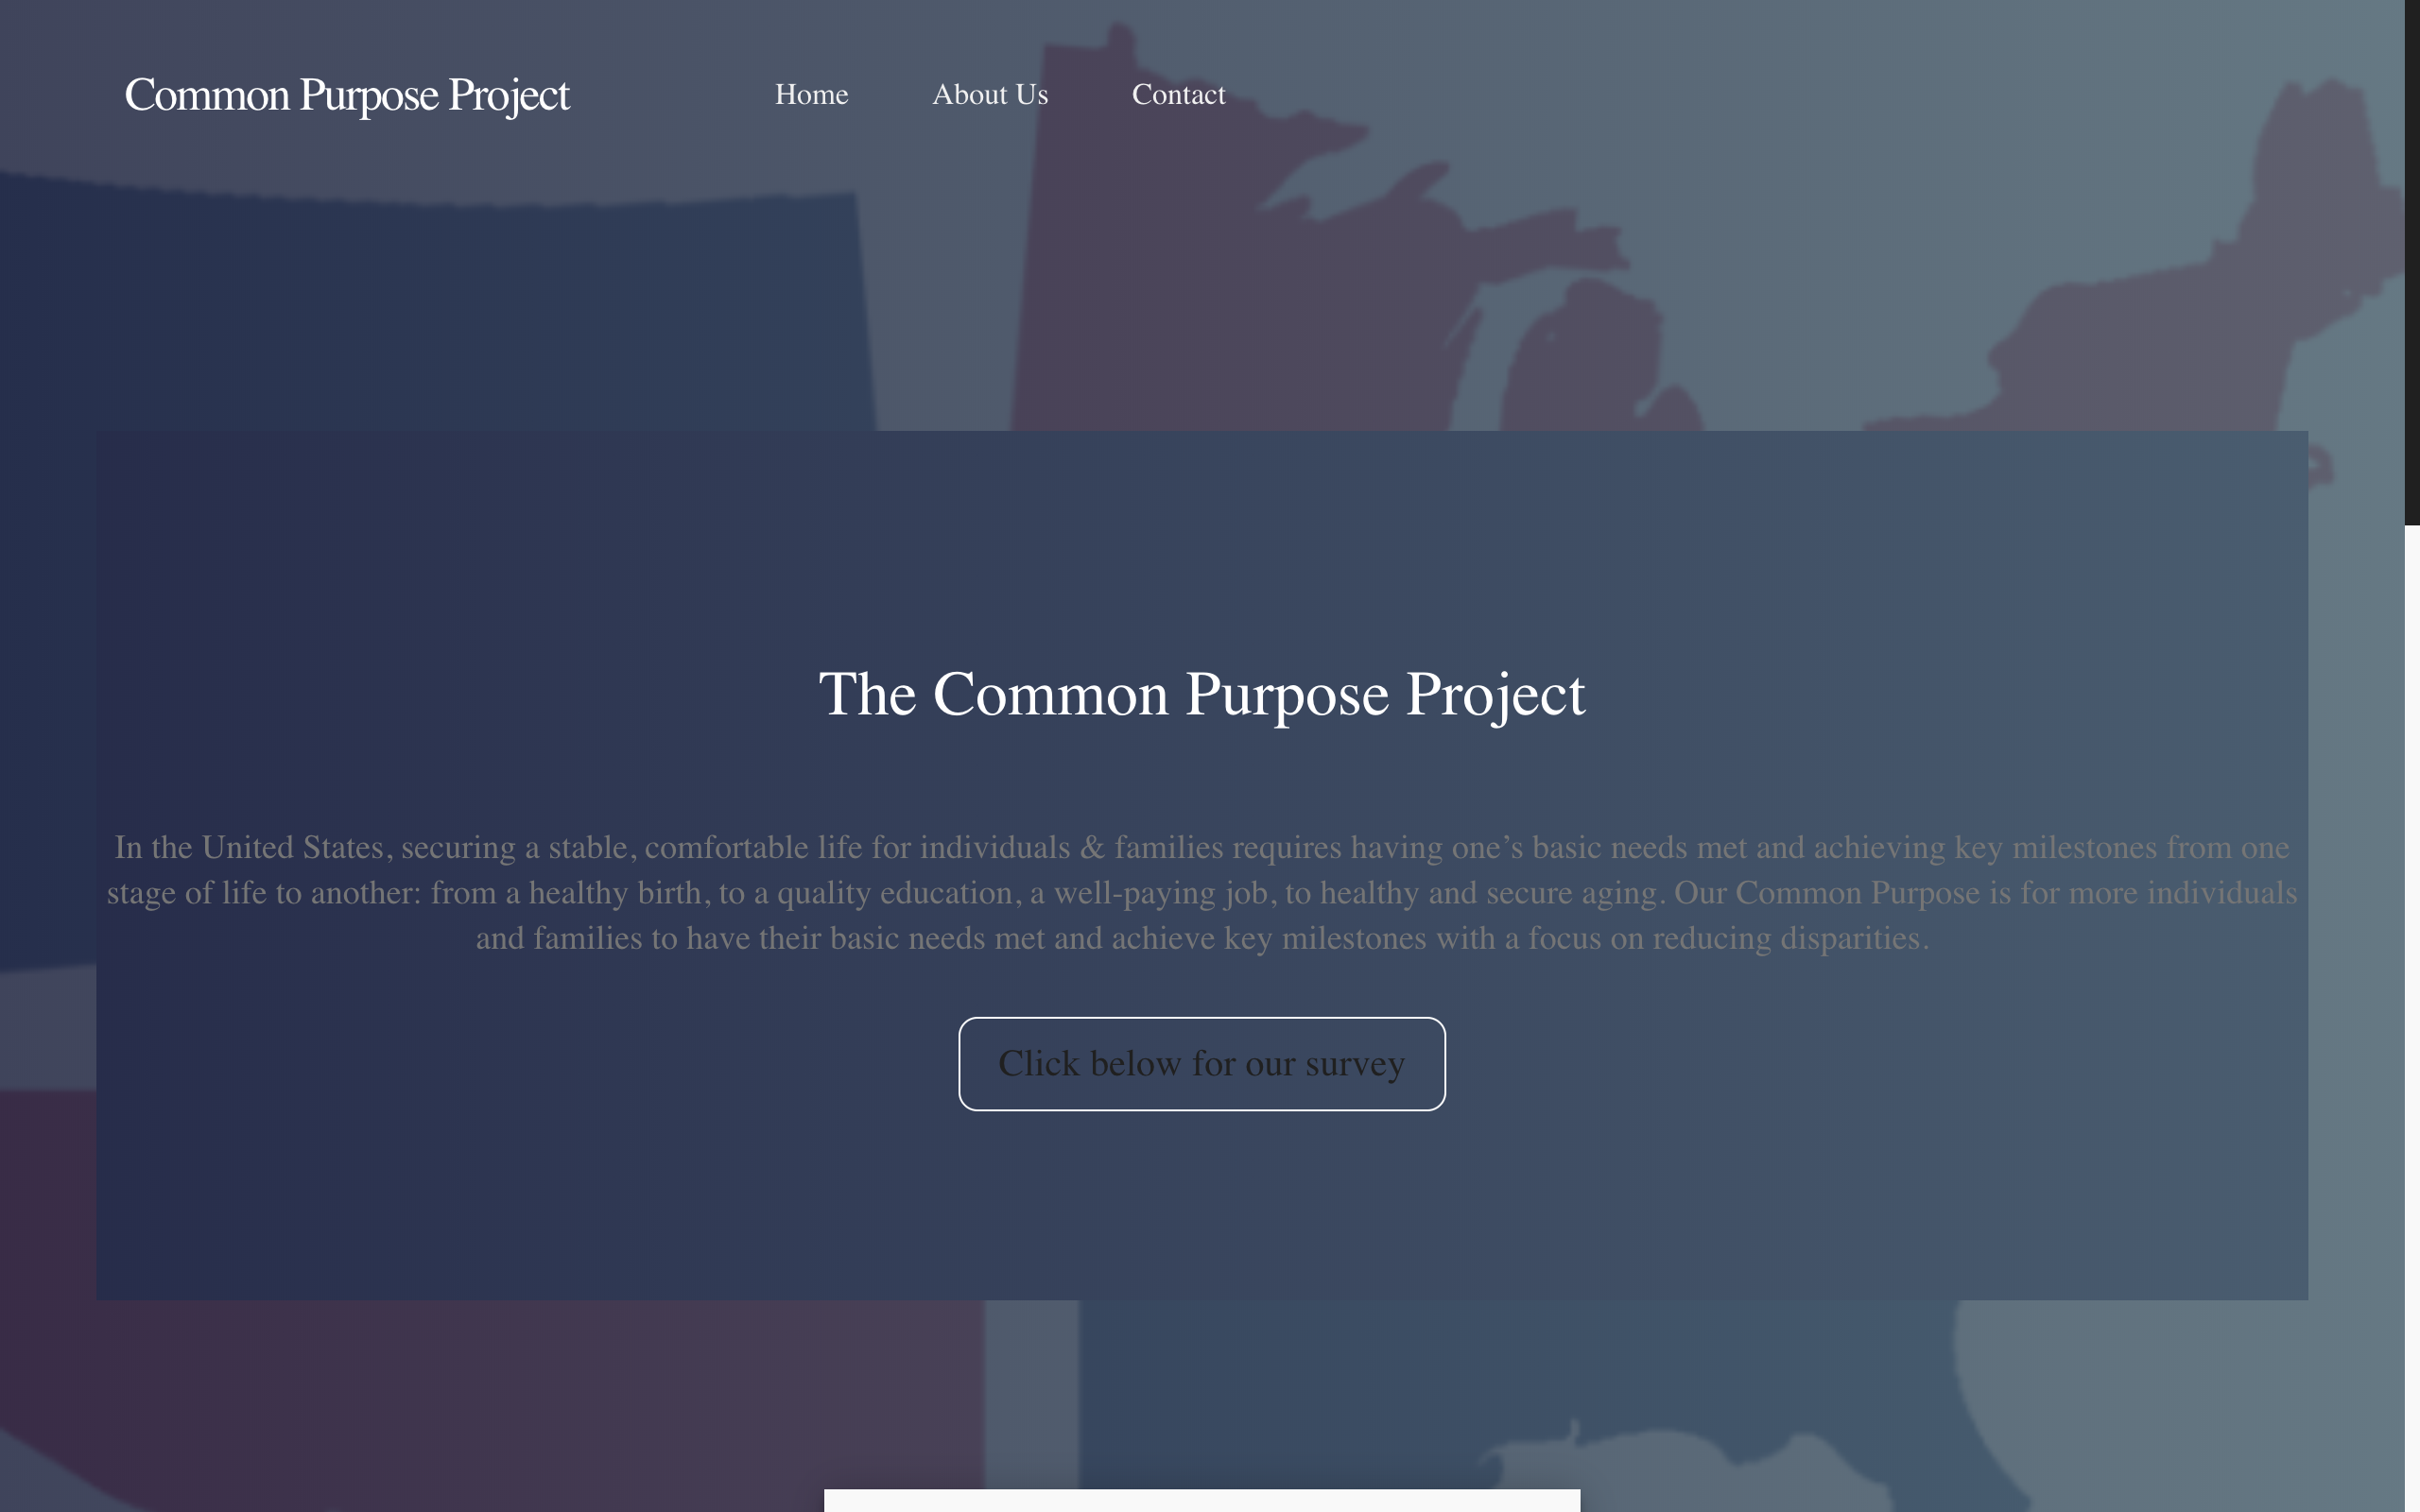 Common Purpose Project
Home About Us Contact
The Common Purpose Project
In the United States, securing a stable, comfortable life for individuals & families requires having one’s basic needs met and achieving key milestones from one
stage of life to another: from a healthy birth, to a quality education, a well-paying job, to healthy and secure aging. Our Common Purpose is for more individuals
and families to have their basic needs met and achieve key milestones with a focus on reducing disparities.
Click below for our survey